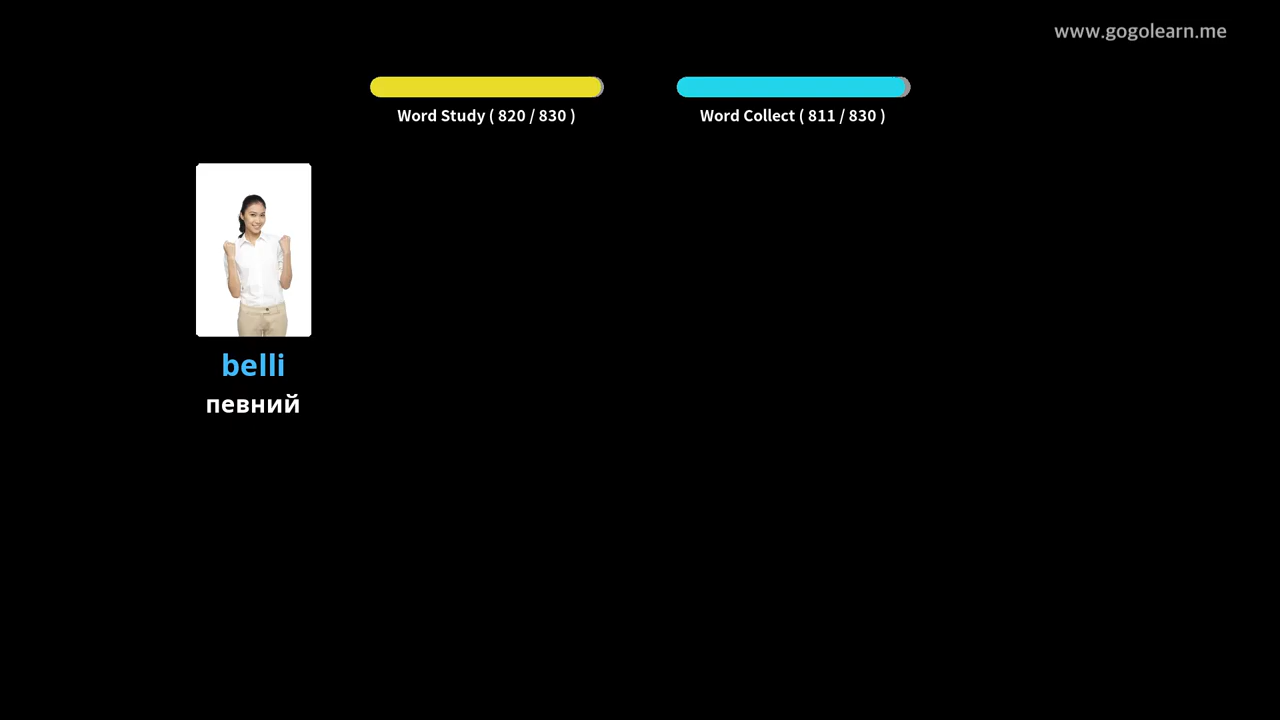 www.gogolearn.me
Word Study ( 820 / 830 )
Word Collect ( 811 / 830 )
belli
певний